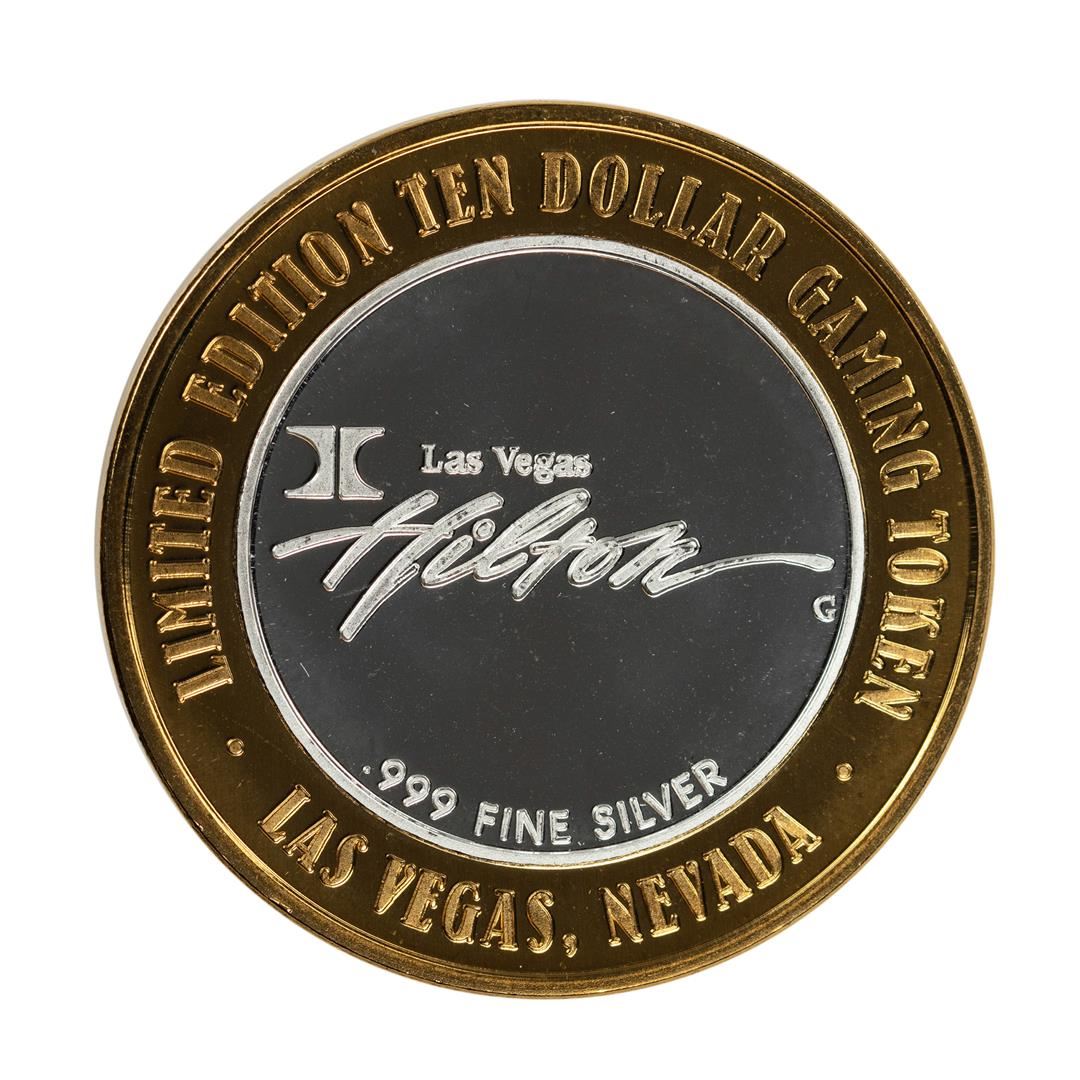 LIMITED EDITION TEN DOLLAR GAMING TOKEN
Las Vegas
Hilton
G
.999 FINE SILVER
• LAS VEGAS, NEVADA •